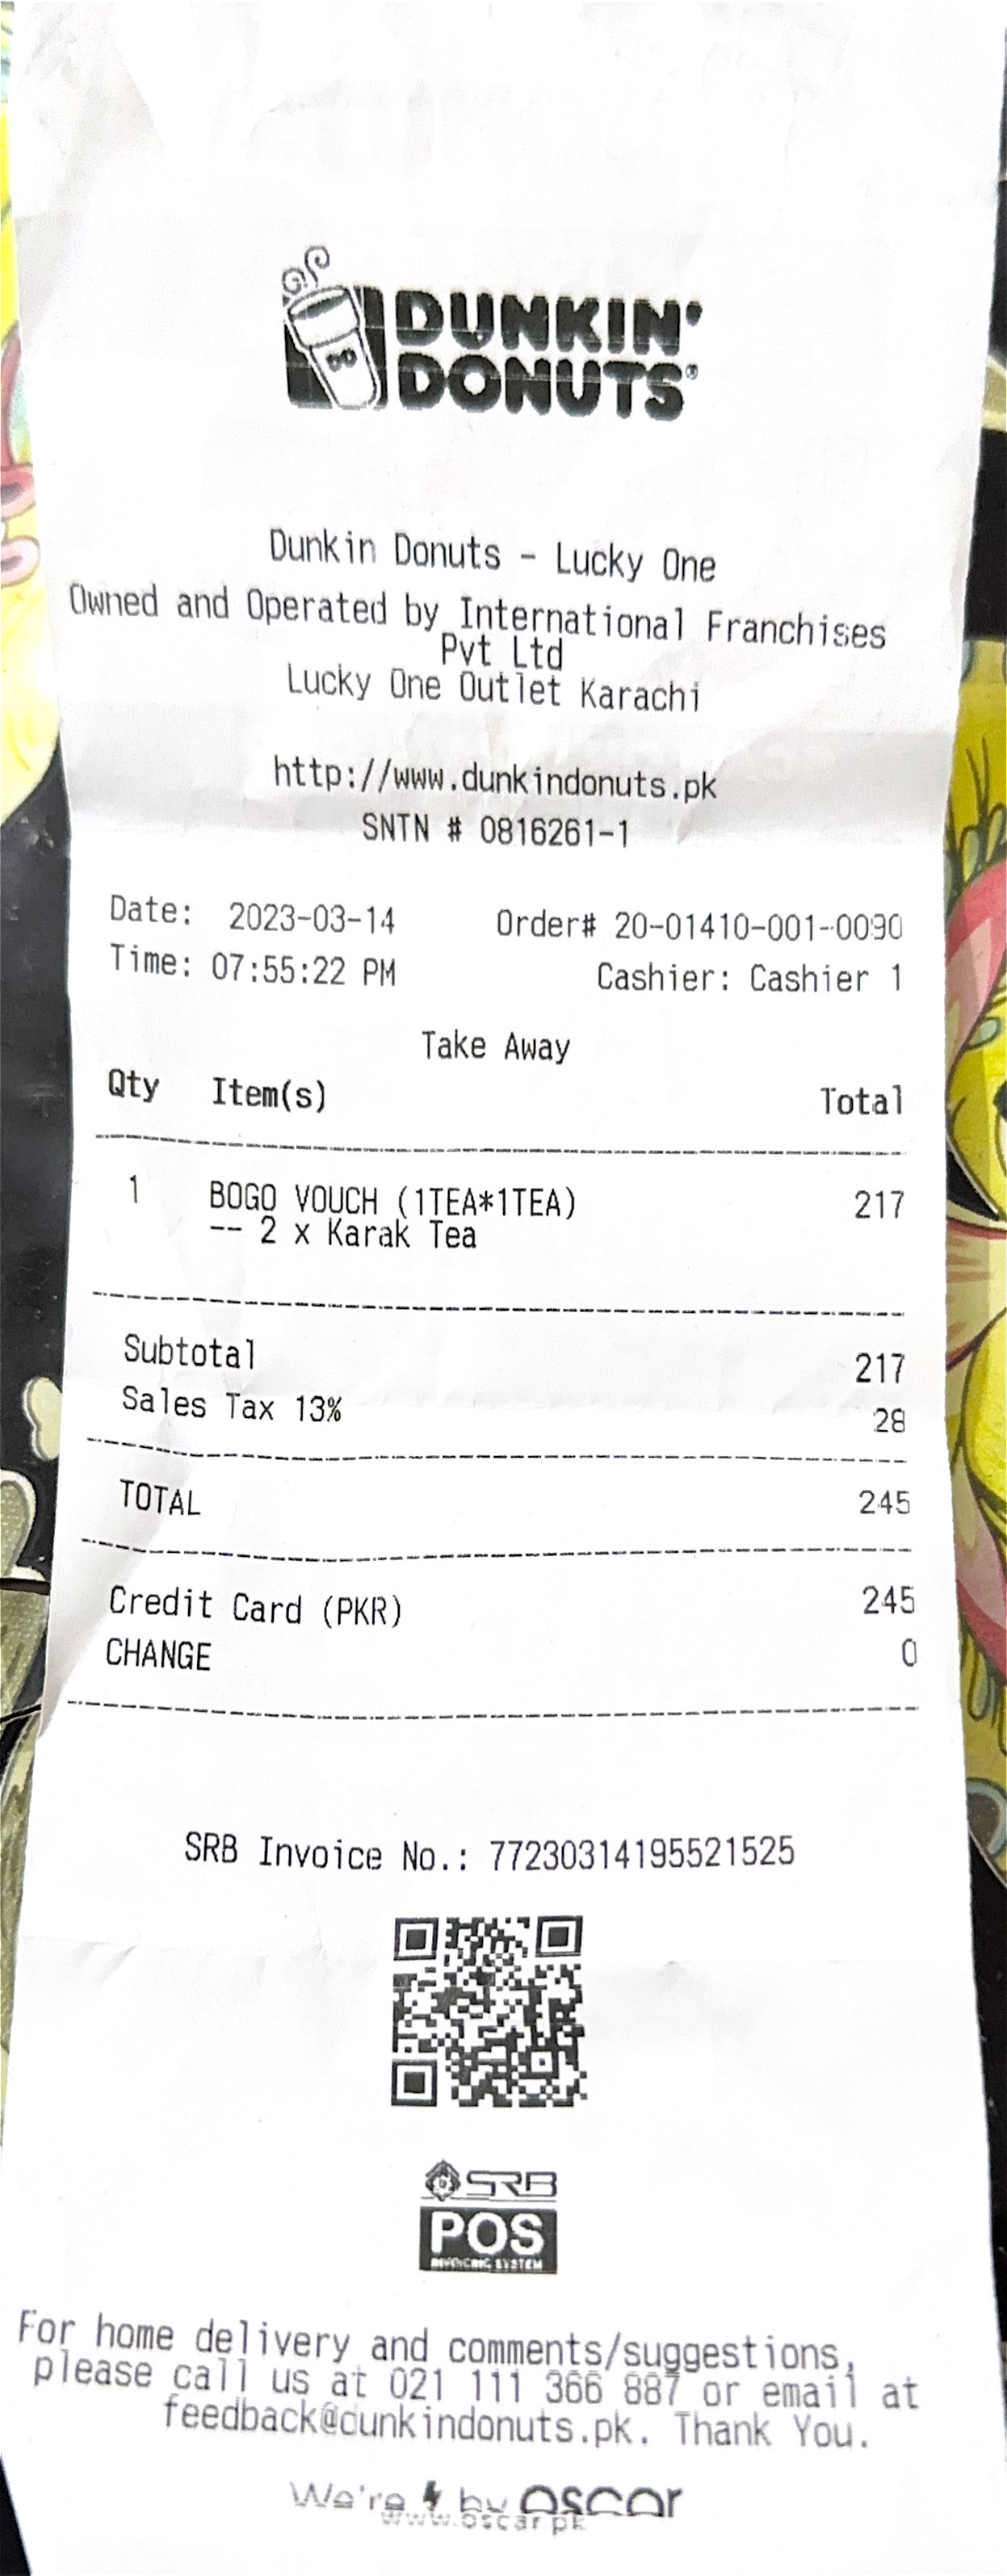 DUNKIN'
DONUTS®
Dunkin Donuts - Lucky One
Owned and Operated by International Franchises
Pvt Ltd
Lucky One Outlet Karachi
http://www.dunkindonuts.pk
SNTN # 0816261-1
Date: 2023-03-14 Order# 20-01410-001-0090
Time: 07:55:22 PM Cashier: Cashier 1
Take Away
Qty Item(s) Total
1 BOGO VOUCH (1TEA*1TEA) 217
-- 2 x Karak Tea
Subtotal 217
Sales Tax 13% 28
TOTAL 245
Credit Card (PKR) 245
CHANGE 0
SRB Invoice No.: 77230314195521525
SRB
POS
INVOICING SYSTEM
For home delivery and comments/suggestions,
please call us at 021 111 366 887 or email at
feedback@dunkindonuts.pk. Thank You.
We're by oscar
www.oscar.pk